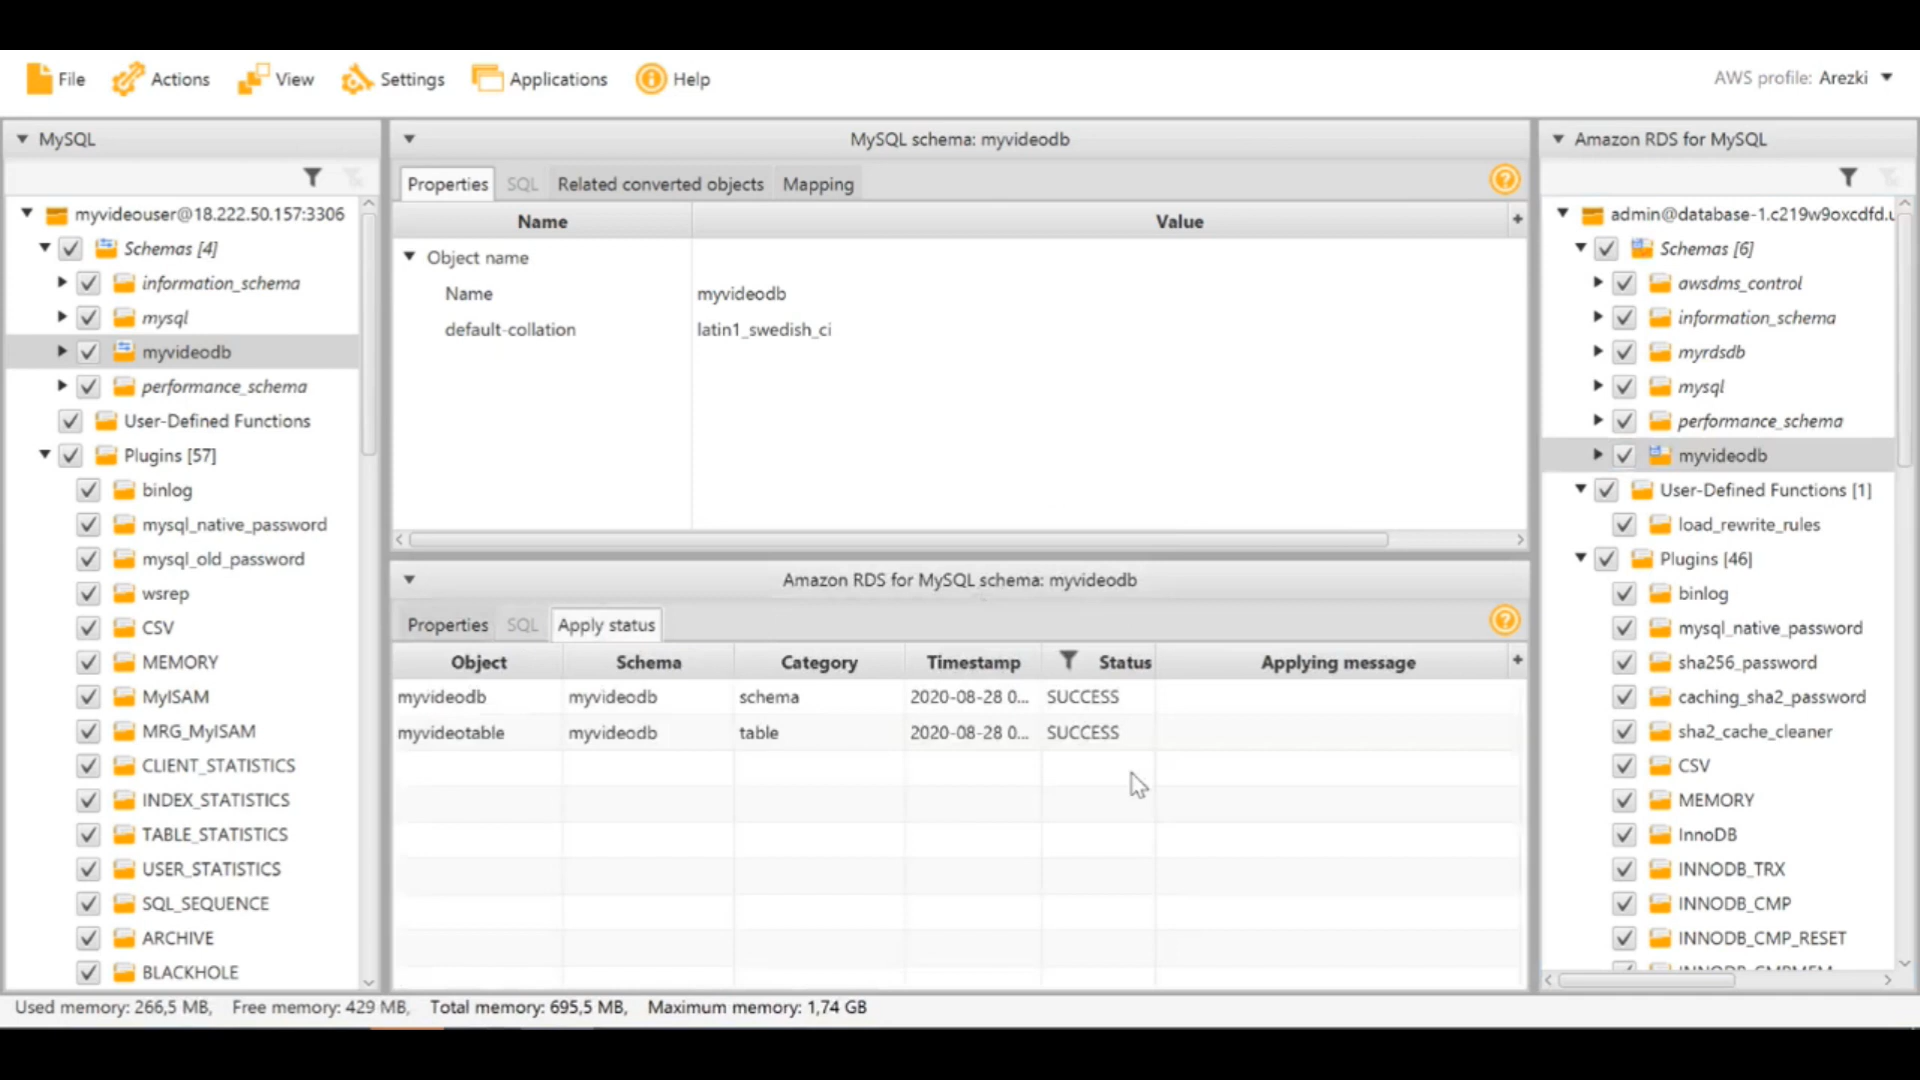 File Actions View Settings Applications Help AWS profile: Arezki
MySQL
myvideouser@18.222.50.157:3306
Schemas [4]
information_schema
mysql
myvideodb
performance_schema
User-Defined Functions
Plugins [57]
binlog
mysql_native_password
mysql_old_password
wsrep
CSV
MEMORY
MyISAM
MRG_MyISAM
CLIENT_STATISTICS
INDEX_STATISTICS
TABLE_STATISTICS
USER_STATISTICS
SQL_SEQUENCE
ARCHIVE
BLACKHOLE
MySQL schema: myvideodb
Properties SQL Related converted objects Mapping
Name Value
Object name
Name myvideodb
default-collation latin1_swedish_ci
Amazon RDS for MySQL schema: myvideodb
Properties SQL Apply status
Object Schema Category Timestamp Status Applying message
myvideodb myvideodb schema 2020-08-28 0... SUCCESS
myvideotable myvideodb table 2020-08-28 0... SUCCESS
Amazon RDS for MySQL
admin@database-1.c219w9oxcdfd.u
Schemas [6]
awsdms_control
information_schema
myrdsdb
mysql
performance_schema
myvideodb
User-Defined Functions [1]
load_rewrite_rules
Plugins [46]
binlog
mysql_native_password
sha256_password
caching_sha2_password
sha2_cache_cleaner
CSV
MEMORY
InnoDB
INNODB_TRX
INNODB_CMP
INNODB_CMP_RESET
Used memory: 266,5 MB, Free memory: 429 MB, Total memory: 695,5 MB, Maximum memory: 1,74 GB